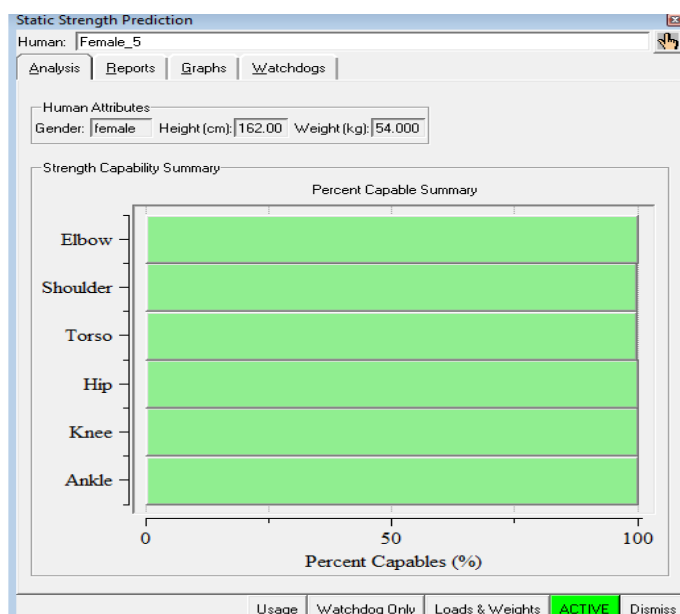 Static Strength Prediction
Human: Female_5
Analysis Reports Graphs Watchdogs
Human Attributes
Gender: female Height (cm): 162.00 Weight (kg): 54.000
Strength Capability Summary
Percent Capable Summary
Elbow
Shoulder
Torso
Hip
Knee
Ankle
0 50 100
Percent Capables (%)
Usage Watchdog Only Loads & Weights ACTIVE Dismiss